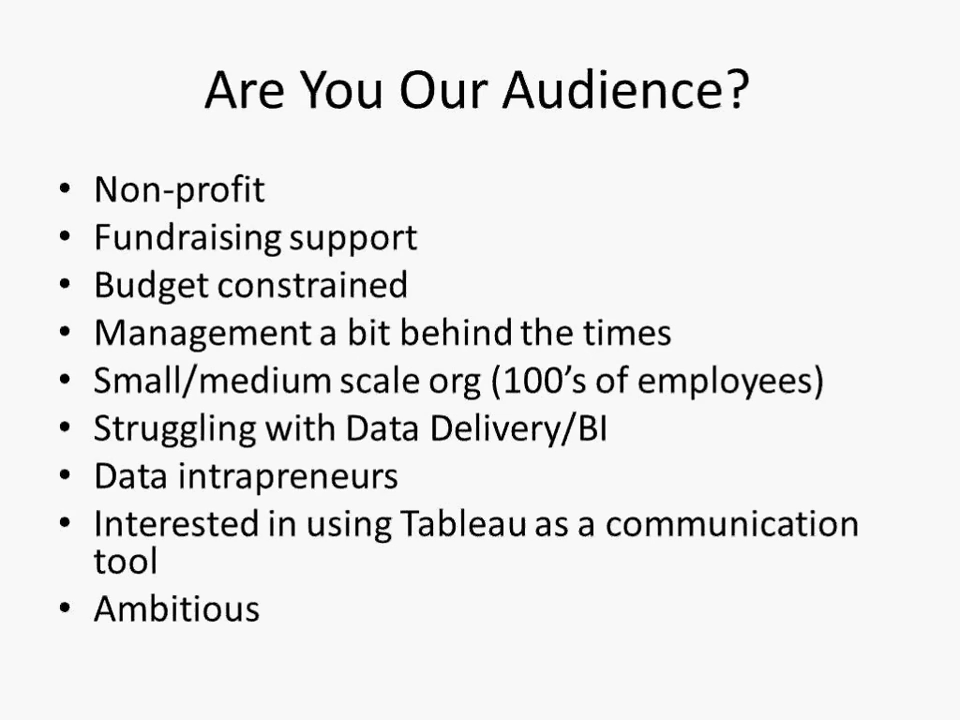 Are You Our Audience?
• Non-profit
• Fundraising support
• Budget constrained
• Management a bit behind the times
• Small/medium scale org (100’s of employees)
• Struggling with Data Delivery/BI
• Data intrapreneurs
• Interested in using Tableau as a communication
tool
• Ambitious